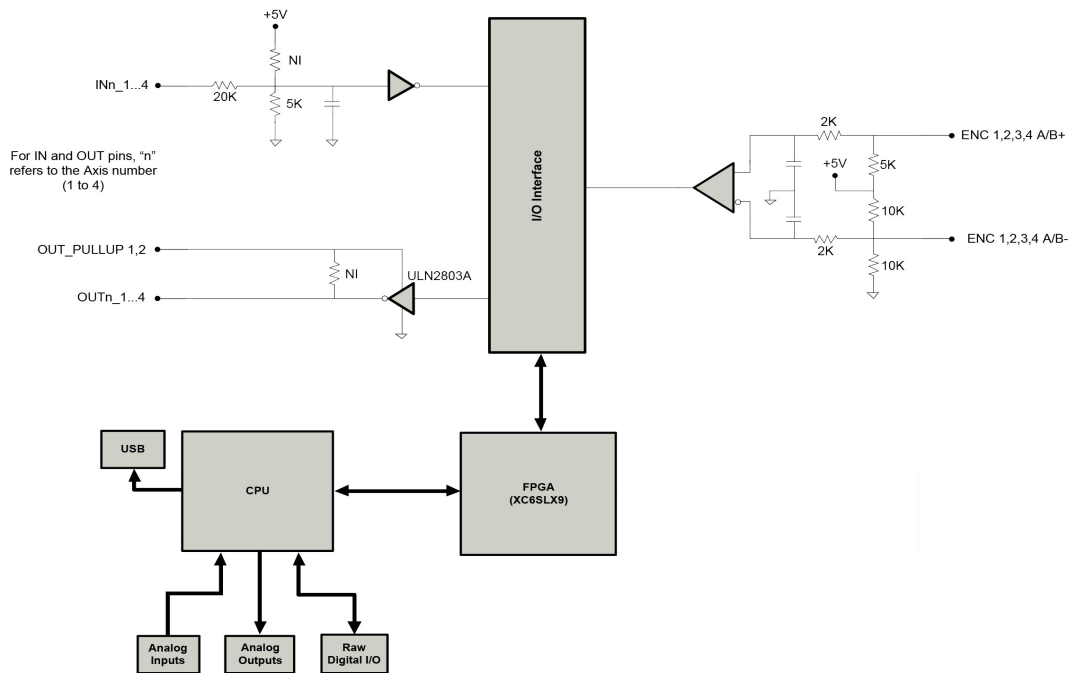 +5V
NI
INn_1...4
20K
5K
For IN and OUT pins, “n”
refers to the Axis number
(1 to 4)
OUT_PULLUP 1,2
NI
ULN2803A
OUTn_1...4
I/O Interface
2K
ENC 1,2,3,4 A/B+
+5V
5K
10K
ENC 1,2,3,4 A/B-
2K
10K
USB
CPU
FPGA
(XC6SLX9)
Analog
Inputs
Analog
Outputs
Raw
Digital I/O